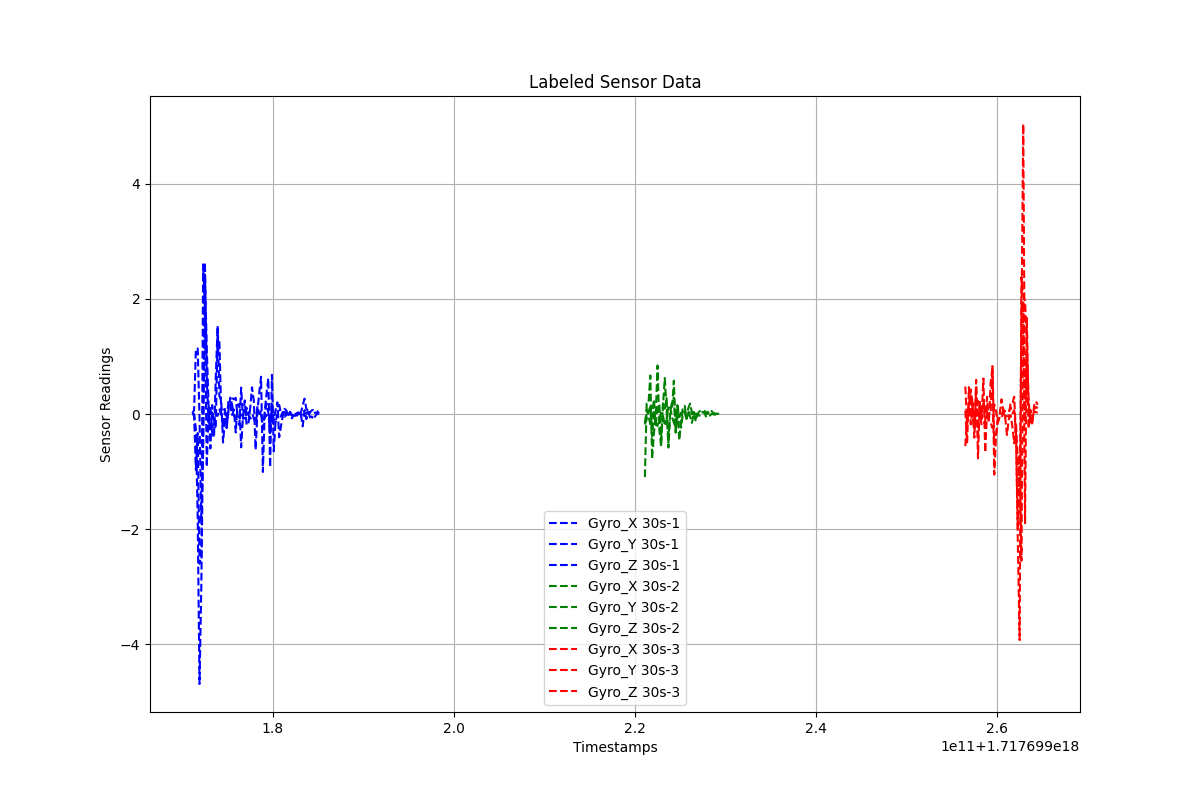 Labeled Sensor Data
Sensor Readings
4
2
0
−2
−4
Gyro_X 30s-1
Gyro_Y 30s-1
Gyro_Z 30s-1
Gyro_X 30s-2
Gyro_Y 30s-2
Gyro_Z 30s-2
Gyro_X 30s-3
Gyro_Y 30s-3
Gyro_Z 30s-3
1.8 2.0 2.2 2.4 2.6
Timestamps
1e11+1.717699e18